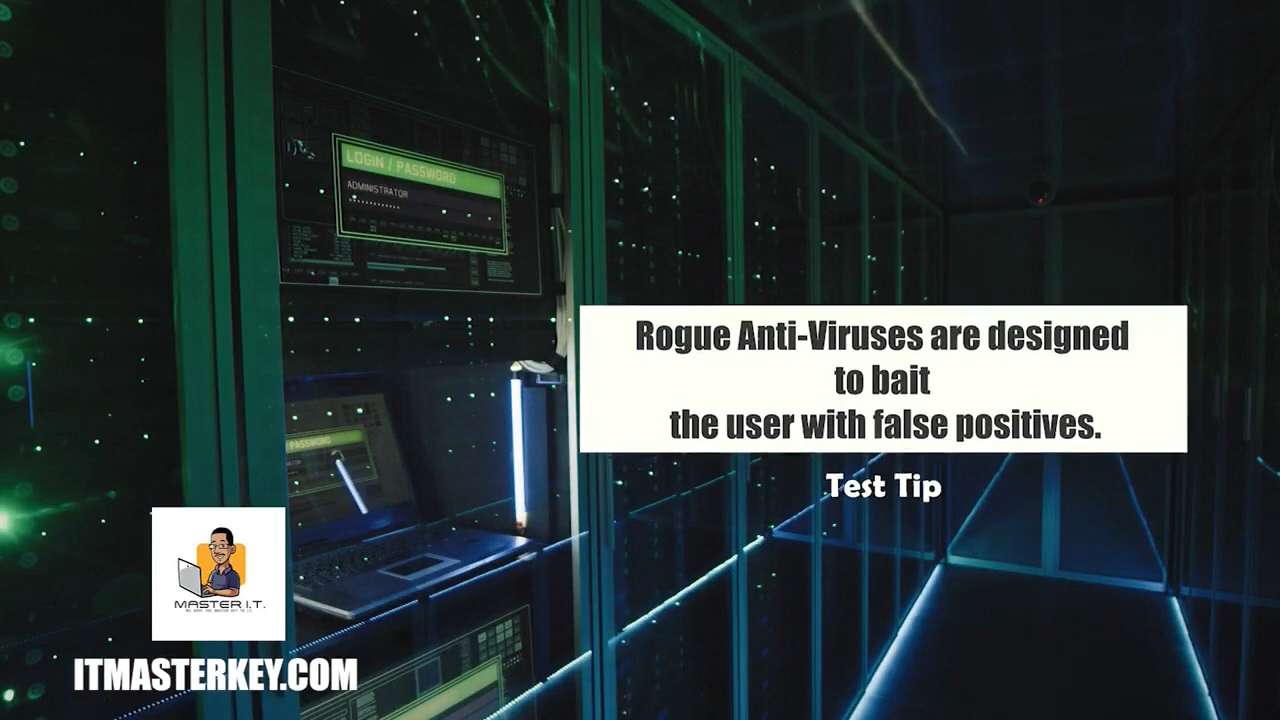 LOGIN / PASSWORD
ADMINISTRATOR
Rogue Anti-Viruses are designed
to bait
the user with false positives.
Test Tip
PASSWORD
MASTER I.T.
ITMASTERKEY.COM